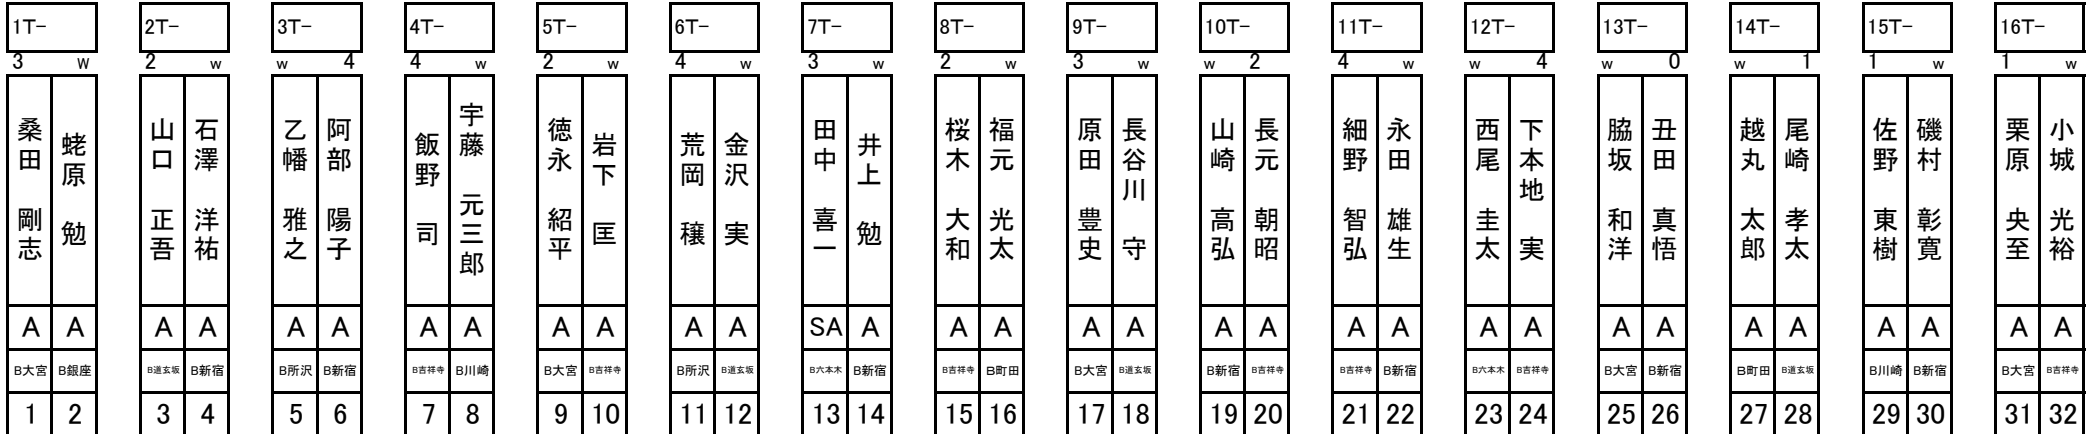 1T− 2T− 3T− 4T− 5T− 6T− 7T− 8T− 9T− 10T− 11T− 12T− 13T− 14T− 15T− 16T−
3 W 2 w w 4 4 w 2 w 4 w 3 w 2 w 3 w w 2 4 w w 4 w 0 w 1 1 w 1 w
桑田 剛志
蛯原 勉
山口 正吾
石澤 洋祐
乙幡 雅之
阿部 陽子
飯野 司
宇藤 元三郎
徳永 紹平
岩下 匡
荒岡 穣
金沢 実
田中 喜一
井上 勉
桜木 大和
福元 光太
原田 豊史
長谷川 守
山崎 高弘
長元 朝昭
細野 智弘
永田 雄生
西尾 圭太
下本地 実
脇坂 和洋
丑田 真悟
越丸 太郎
尾崎 孝太
佐野 東樹
磯村 彰寛
栗原 央至
小城 光裕
A A A A A A A A A A A A SA A A A A A A A A A A A A A A A A A A A
B大宮 B銀座 B道玄坂 B新宿 B所沢 B新宿 B吉祥寺 B川崎 B大宮 B吉祥寺 B所沢 B道玄坂 B六本木 B新宿 B吉祥寺 B町田 B大宮 B道玄坂 B新宿 B吉祥寺 B吉祥寺 B新宿 B六本木 B吉祥寺 B大宮 B新宿 B町田 B道玄坂 B川崎 B新宿 B大宮 B吉祥寺
1 2 3 4 5 6 7 8 9 10 11 12 13 14 15 16 17 18 19 20 21 22 23 24 25 26 27 28 29 30 31 32